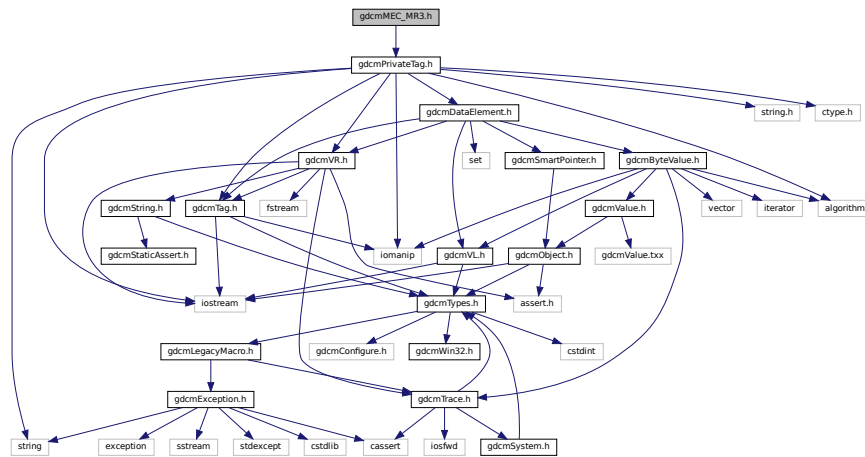 gdcmMEC_MR3.h
gdcmPrivateTag.h
gdcmDataElement.h
string.h
ctype.h
gdcmVR.h
set
gdcmSmartPointer.h
gdcmByteValue.h
gdcmString.h
gdcmTag.h
fstream
gdcmValue.h
vector
iterator
algorithm
gdcmStaticAssert.h
iomanip
gdcmVL.h
gdcmObject.h
gdcmValue.txx
iostream
gdcmTypes.h
assert.h
gdcmLegacyMacro.h
gdcmConfigure.h
gdcmWin32.h
cstdint
gdcmException.h
gdcmTrace.h
string
exception
sstream
stdexcept
cstdlib
cassert
iosfwd
gdcmSystem.h